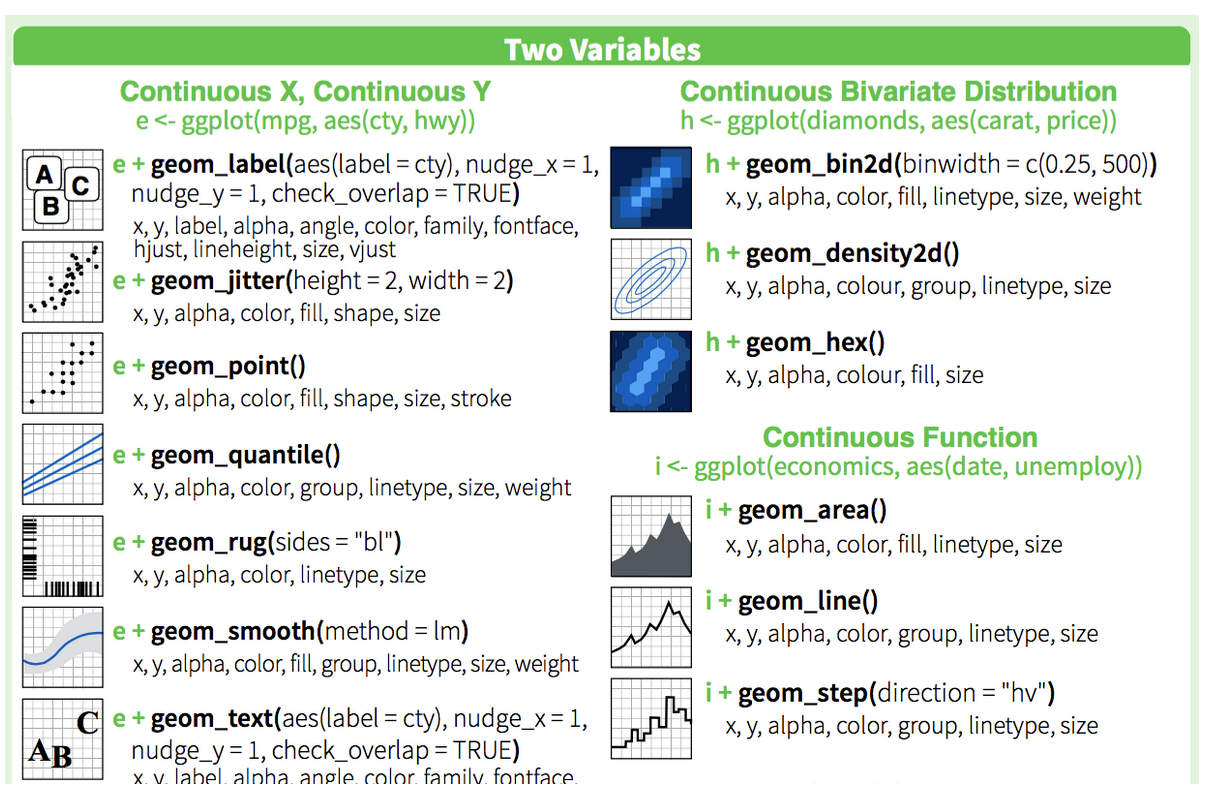 Two Variables
Continuous X, Continuous Y
e <- ggplot(mpg, aes(cty, hwy))
A
C
B
e + geom_label(aes(label = cty), nudge_x = 1,
nudge_y = 1, check_overlap = TRUE)
x, y, label, alpha, angle, color, family, fontface,
hjust, lineheight, size, vjust
e + geom_jitter(height = 2, width = 2)
x, y, alpha, color, fill, shape, size
e + geom_point()
x, y, alpha, color, fill, shape, size, stroke
e + geom_quantile()
x, y, alpha, color, group, linetype, size, weight
e + geom_rug(sides = "bl")
x, y, alpha, color, linetype, size
e + geom_smooth(method = lm)
x, y, alpha, color, fill, group, linetype, size, weight
C
AB
e + geom_text(aes(label = cty), nudge_x = 1,
nudge_y = 1, check_overlap = TRUE)
x, y, label, alpha, angle, color, family, fontface,
Continuous Bivariate Distribution
h <- ggplot(diamonds, aes(carat, price))
h + geom_bin2d(binwidth = c(0.25, 500))
x, y, alpha, color, fill, linetype, size, weight
h + geom_density2d()
x, y, alpha, colour, group, linetype, size
h + geom_hex()
x, y, alpha, colour, fill, size
Continuous Function
i <- ggplot(economics, aes(date, unemploy))
i + geom_area()
x, y, alpha, color, fill, linetype, size
i + geom_line()
x, y, alpha, color, group, linetype, size
i + geom_step(direction = "hv")
x, y, alpha, color, group, linetype, size